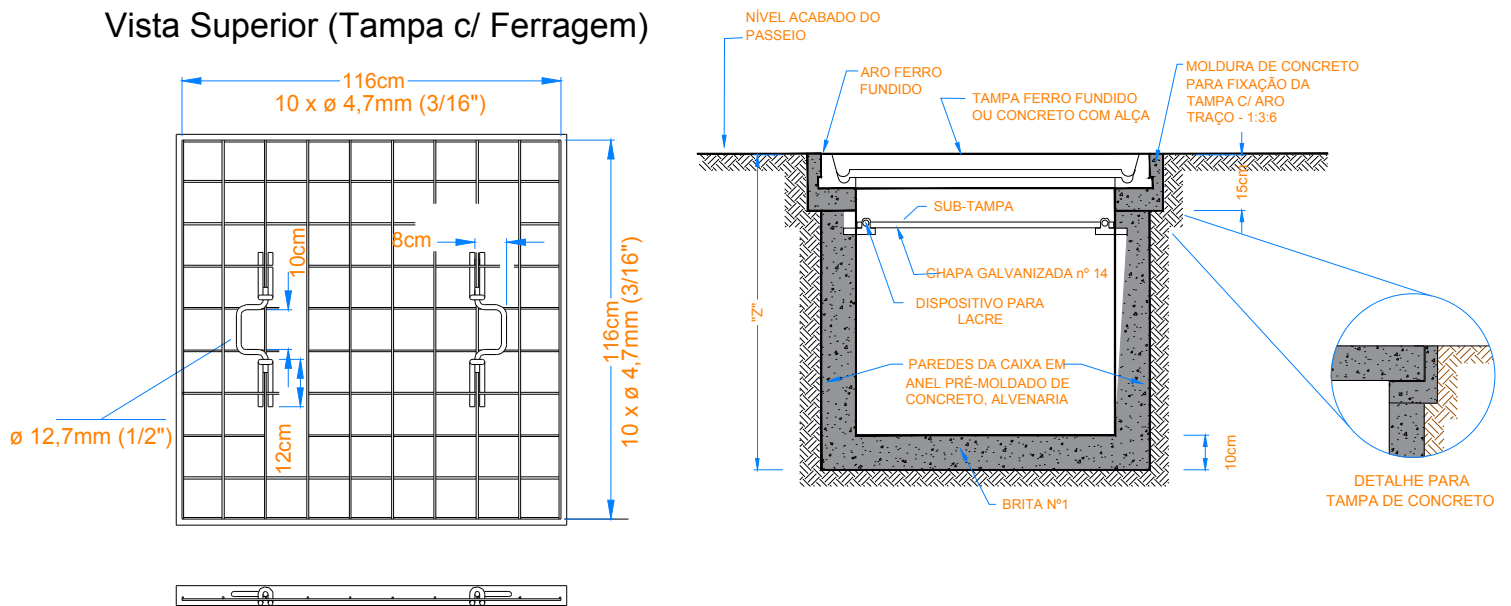 Vista Superior (Tampa c/ Ferragem)
116cm
10 x ø 4,7mm (3/16")
8cm
10cm
116cm
10 x ø 4,7mm (3/16")
ø 12,7mm (1/2")
12cm
NÍVEL ACABADO DO
PASSEIO
ARO FERRO
FUNDIDO
TAMPA FERRO FUNDIDO
OU CONCRETO COM ALÇA
MOLDURA DE CONCRETO
PARA FIXAÇÃO DA
TAMPA C/ ARO
TRAÇO - 1:3:6
15cm
SUB-TAMPA
CHAPA GALVANIZADA nº 14
DISPOSITIVO PARA
LACRE
"Z"
PAREDES DA CAIXA EM
ANEL PRÉ-MOLDADO DE
CONCRETO, ALVENARIA
10cm
BRITA Nº1
DETALHE PARA
TAMPA DE CONCRETO